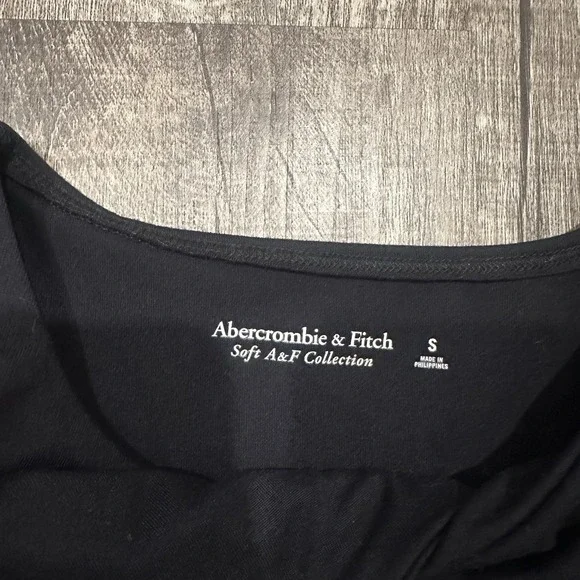 Abercrombie & Fitch
Soft A&F Collection
S
MADE IN
PHILIPPINES